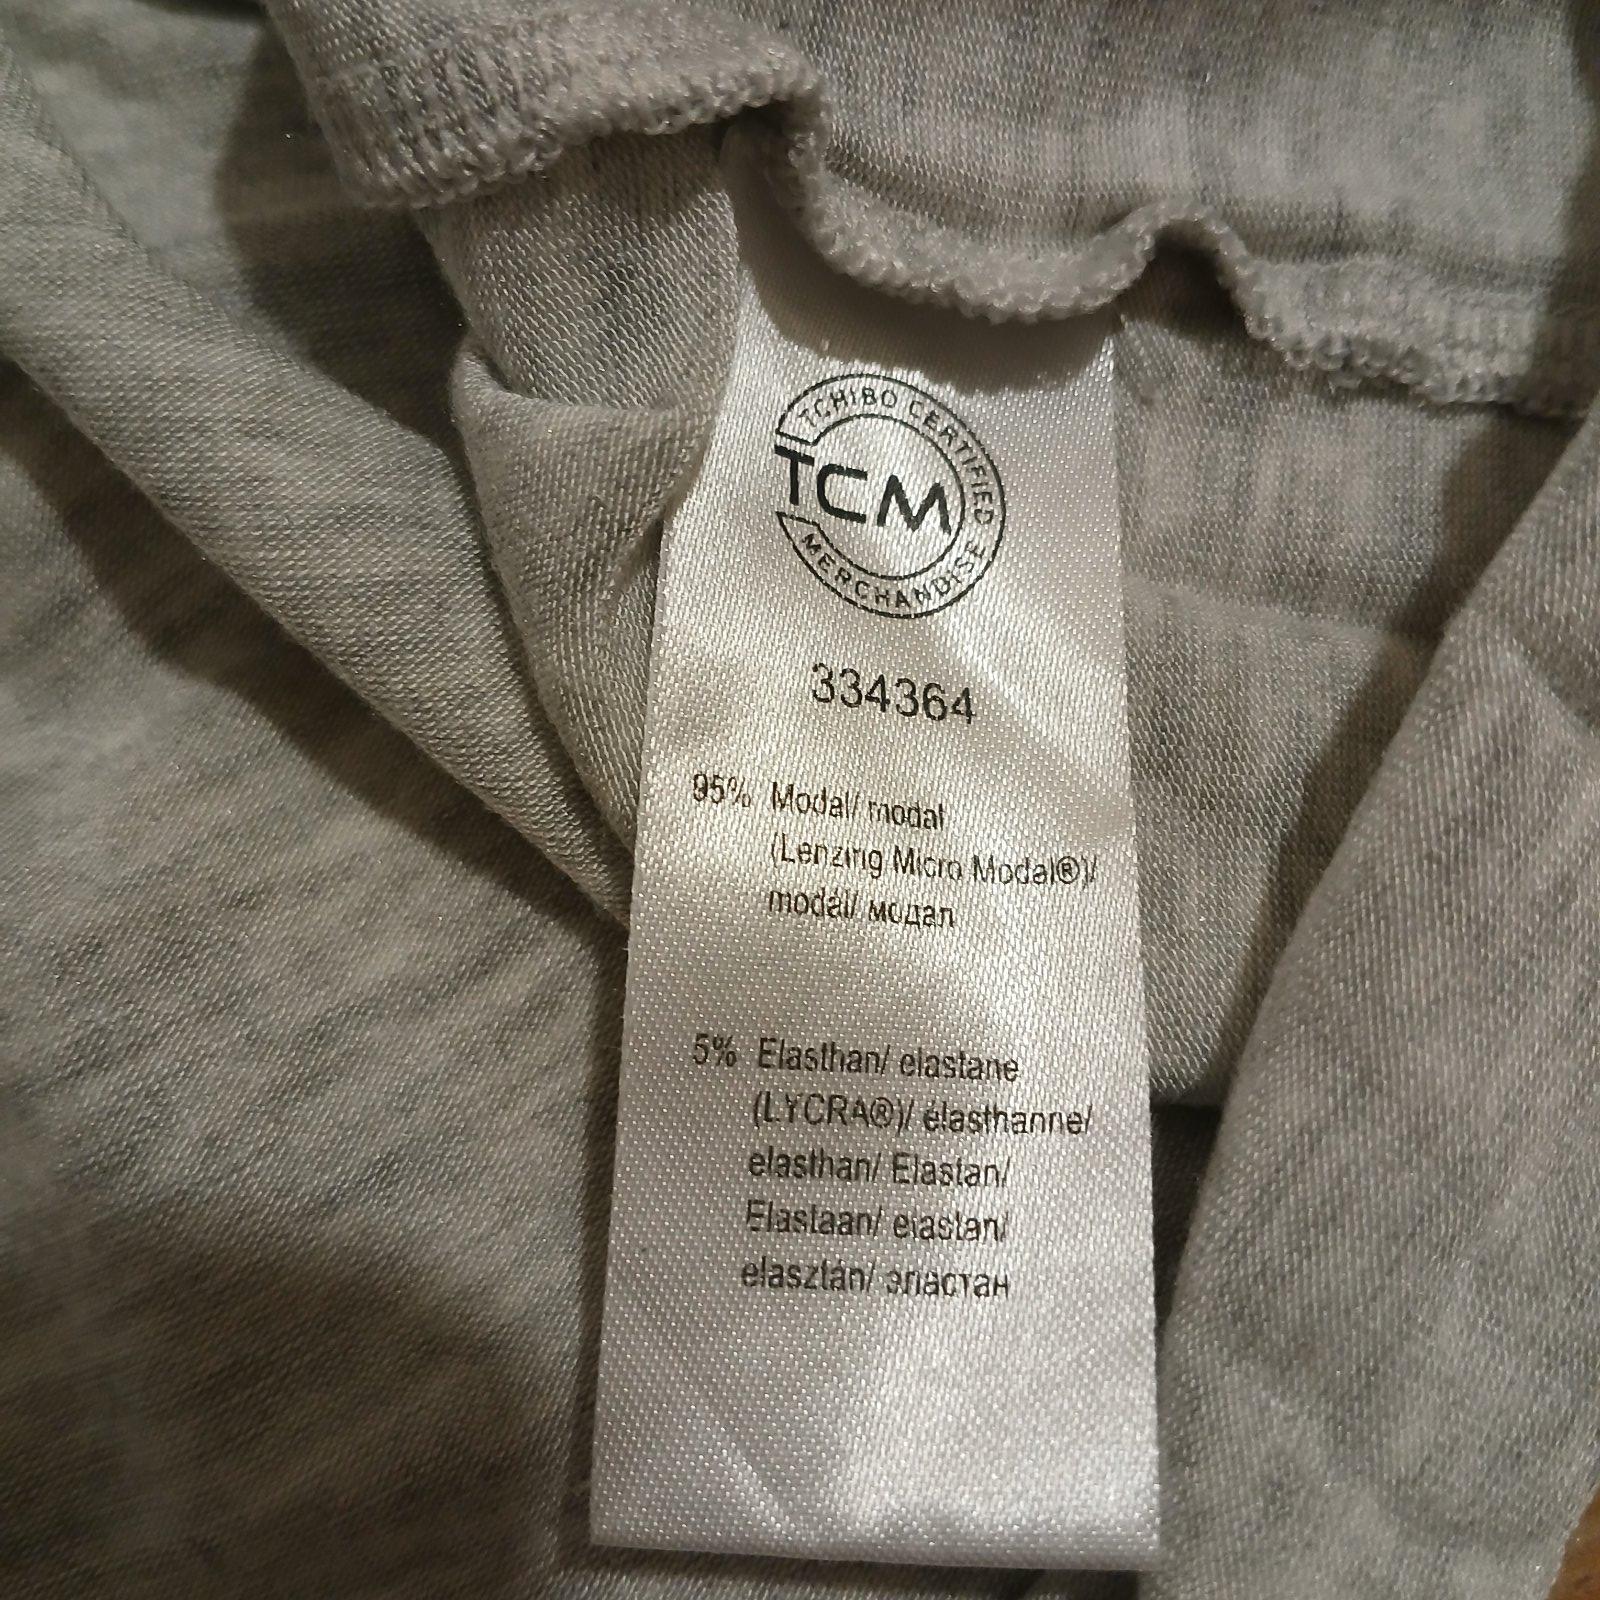 TCHIBO CERTIFIED
TCM
MERCHANDISE
334364
95% Modal/ modal
(Lenzing Micro Modal®)/
modál/ модал
5% Elasthan/ elastane
(LYCRA®)/ élasthanne/
elasthan/ Elastan/
Elastaan/ elastan/
elasztán/ эластан